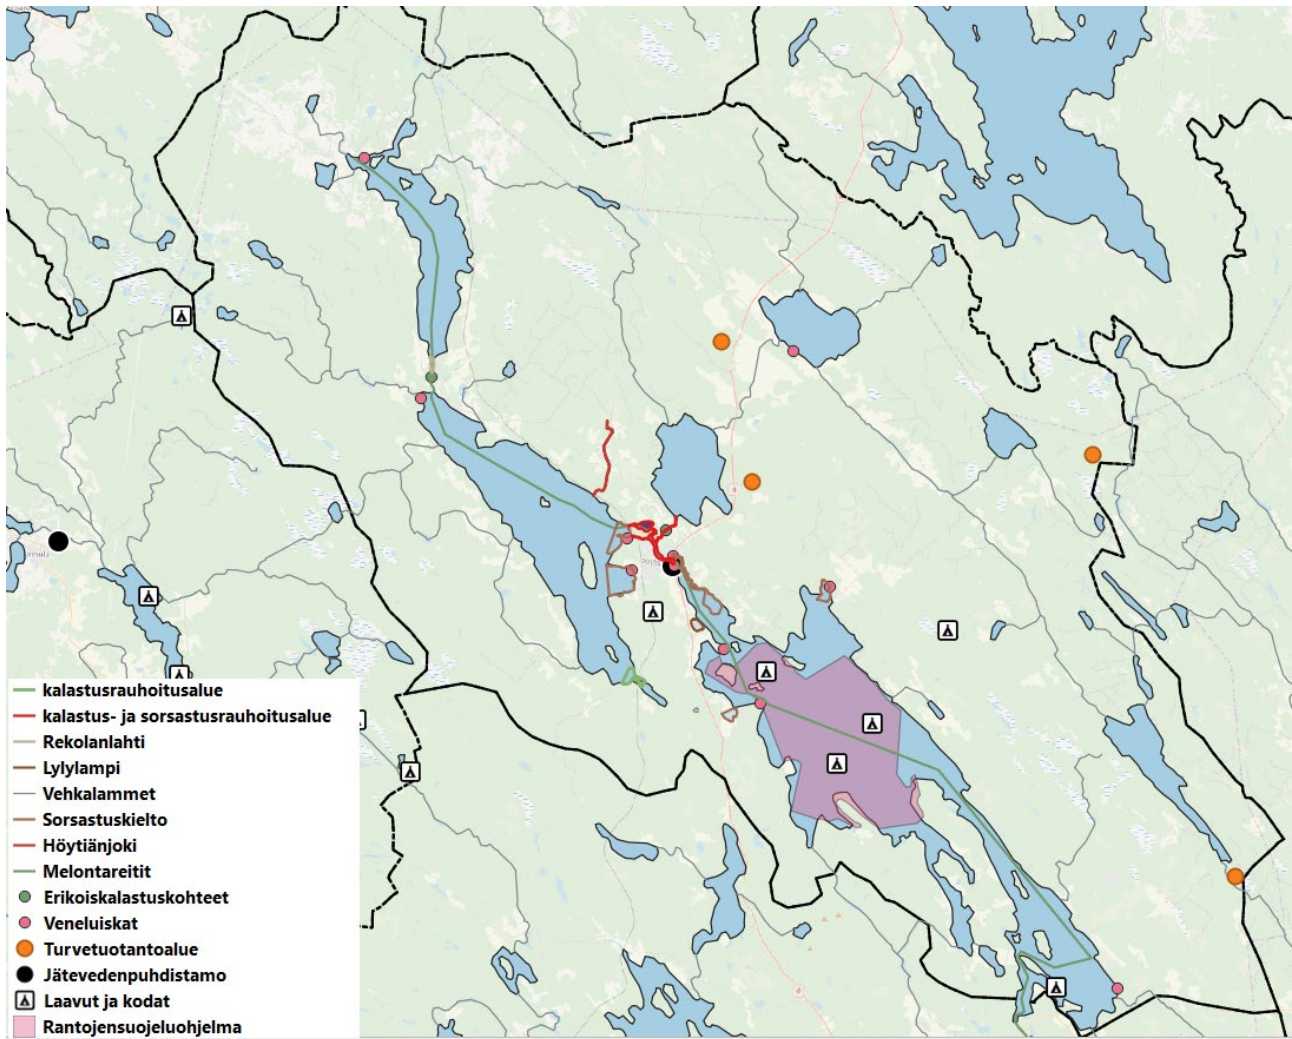 kalastusrauhoitusalue
kalastus- ja sorsastusrauhoitusalue
Rekolanlahti
Lylylampi
Vehkalammet
Sorsastuskielto
Höytiänjoki
Melontareitit
Erikoiskalastuskohteet
Veneluiskat
Turvetuotantoalue
Jätevedenpuhdistamo
Laavut ja kodat
Rantojensuojeluohjelma